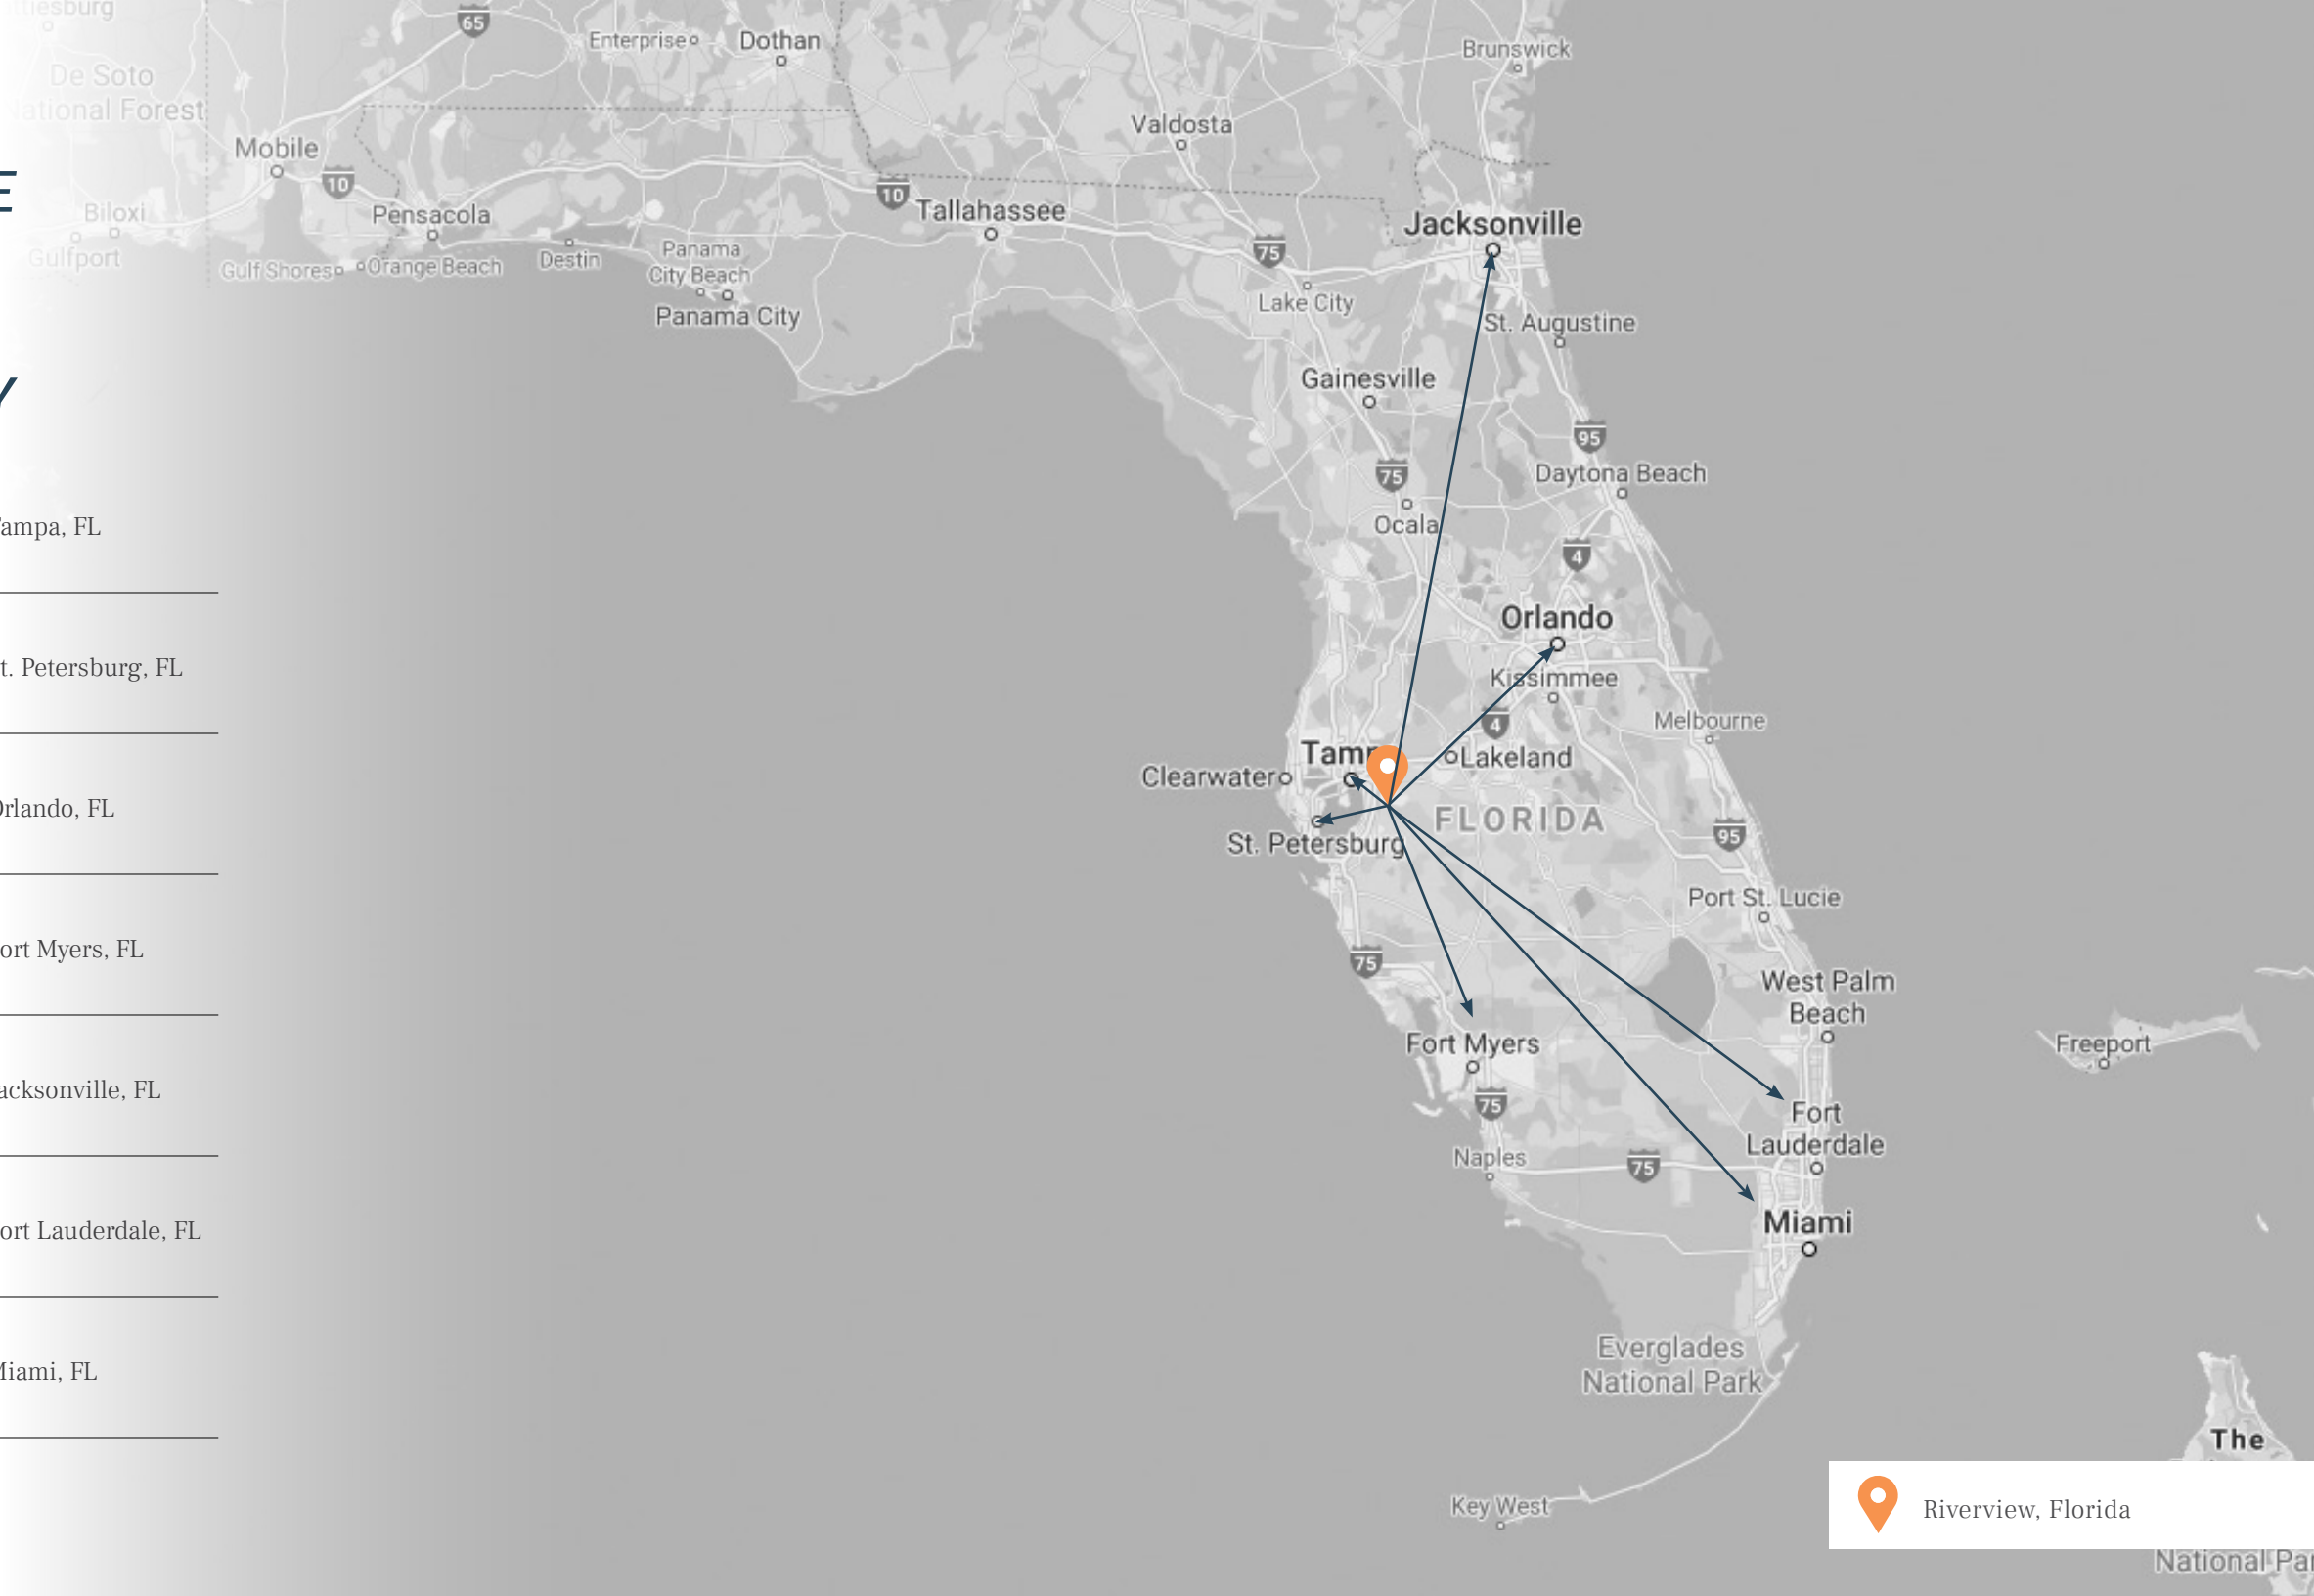 65
Enterprise
Dothan
Brunswick
De Soto
National Forest
Valdosta
Mobile
10
10
E
Biloxi
Pensacola
Tallahassee
Jacksonville
Gulfport
Gulf Shores
Orange Beach
Destin
Panama
City Beach
75
Lake City
Panama City
St. Augustine
Gainesville
Y
95
75
Daytona Beach
Ocala
4
Orlando
Kissimmee
4
Melbourne
Tamp
Lakeland
Clearwater
FLORIDA
St. Petersburg
95
Port St. Lucie
75
West Palm
Beach
Fort Myers
Freeport
75
Fort
Lauderdale
Naples
75
Miami
Everglades
National Park
Key West
The
National Par
ampa, FL
t. Petersburg, FL
rlando, FL
ort Myers, FL
acksonville, FL
ort Lauderdale, FL
iami, FL
Riverview, Florida